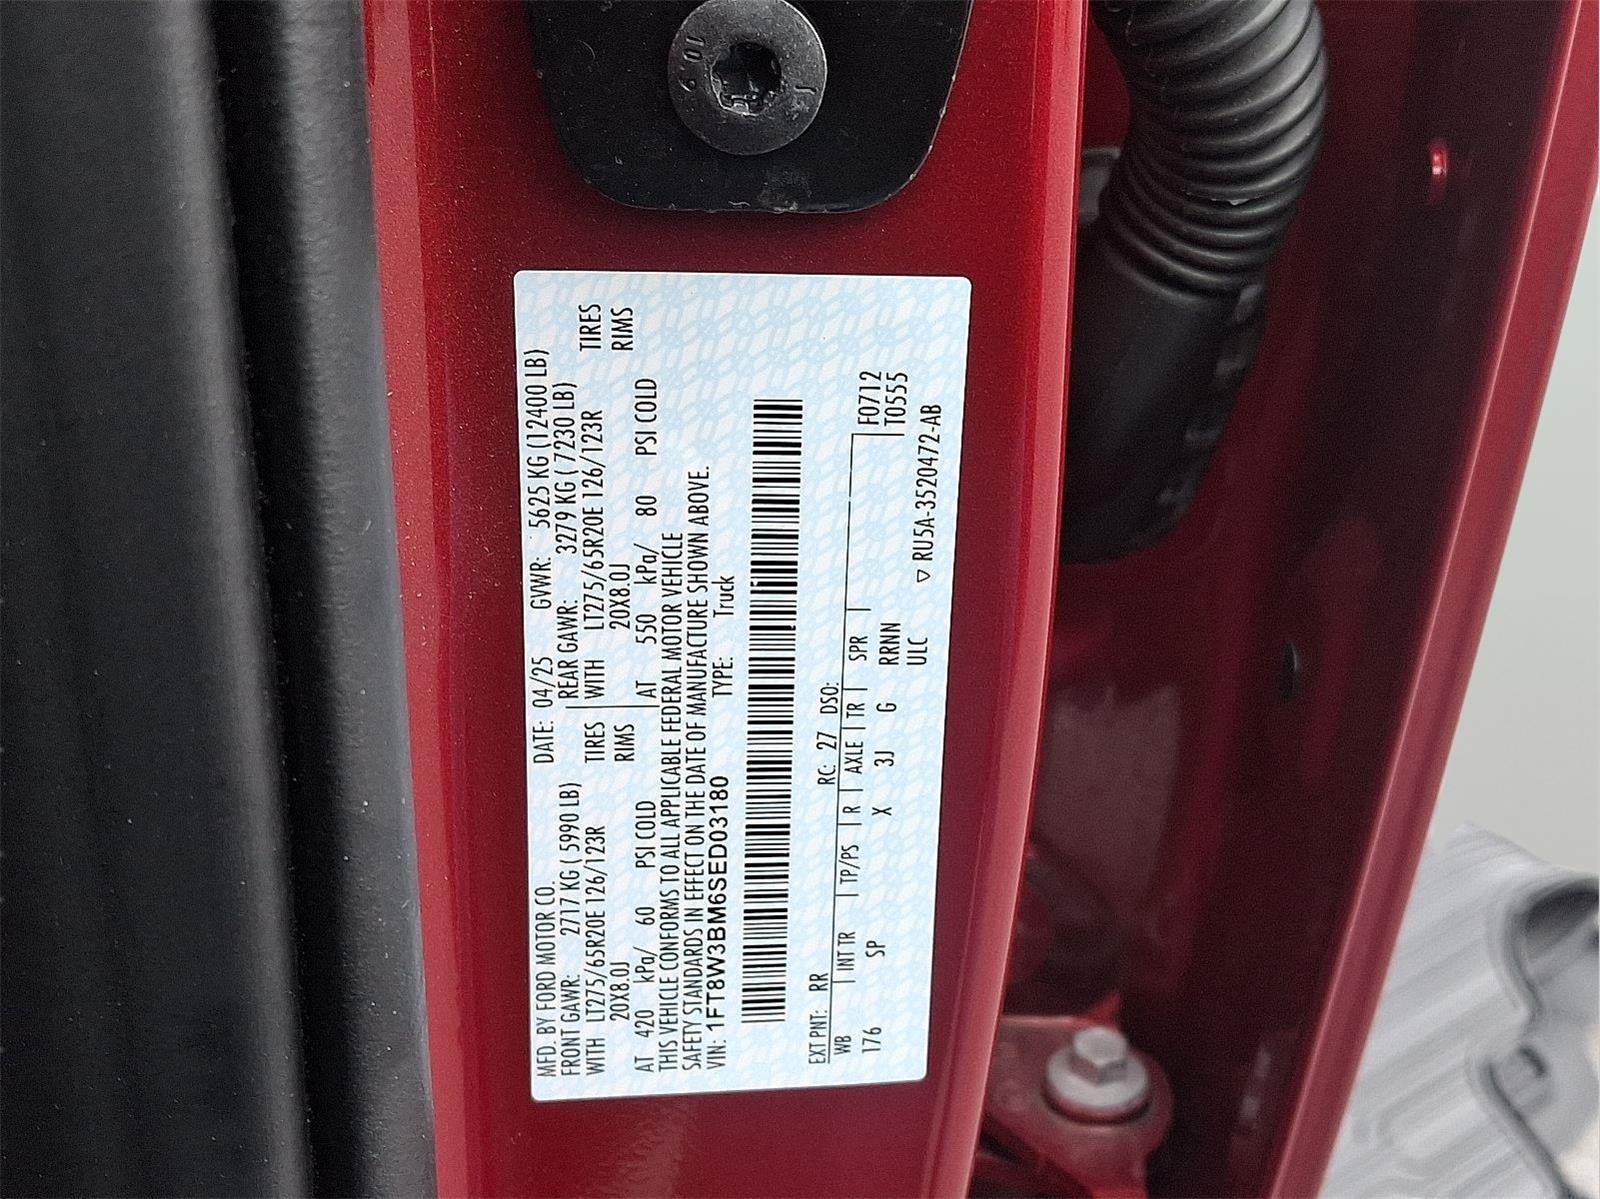 10.9
MFD. BY FORD MOTOR CO. DATE: 04/25 GVWR: 5625 KG (12400 LB)
FRONT GAWR: 2717 KG ( 5990 LB) REAR GAWR: 3279 KG ( 7230 LB)
WITH LT275/65R20E 126/123R TIRES WITH LT275/65R20E 126/123R TIRES
20X8.0J RIMS 20X8.0J RIMS
AT 420 kPa/ 60 PSI COLD AT 550 kPa/ 80 PSI COLD
THIS VEHICLE CONFORMS TO ALL APPLICABLE FEDERAL MOTOR VEHICLE
SAFETY STANDARDS IN EFFECT ON THE DATE OF MANUFACTURE SHOWN ABOVE.
VIN: 1FT8W3BM6SED03180 TYPE: Truck
EXT PNT: RR RC: 27 DSO: F0712
WB INT TR TP/PS R AXLE TR SPR T0555
176 SP X 3J G RRNN
ULC ▽ RU5A-3520472-AB